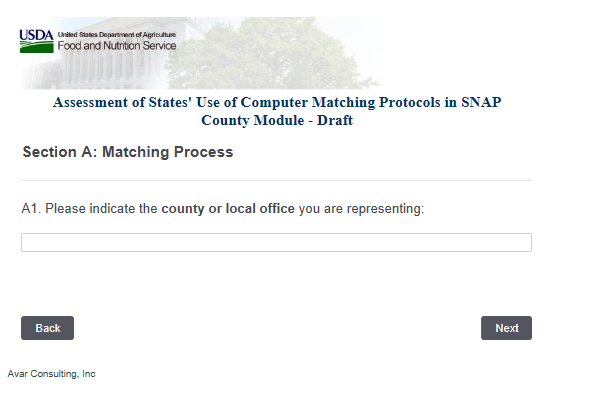 USDA United States Department of Agriculture
Food and Nutrition Service
Assessment of States' Use of Computer Matching Protocols in SNAP
County Module - Draft
Section A: Matching Process
A1. Please indicate the county or local office you are representing:
Back Next
Avar Consulting, Inc